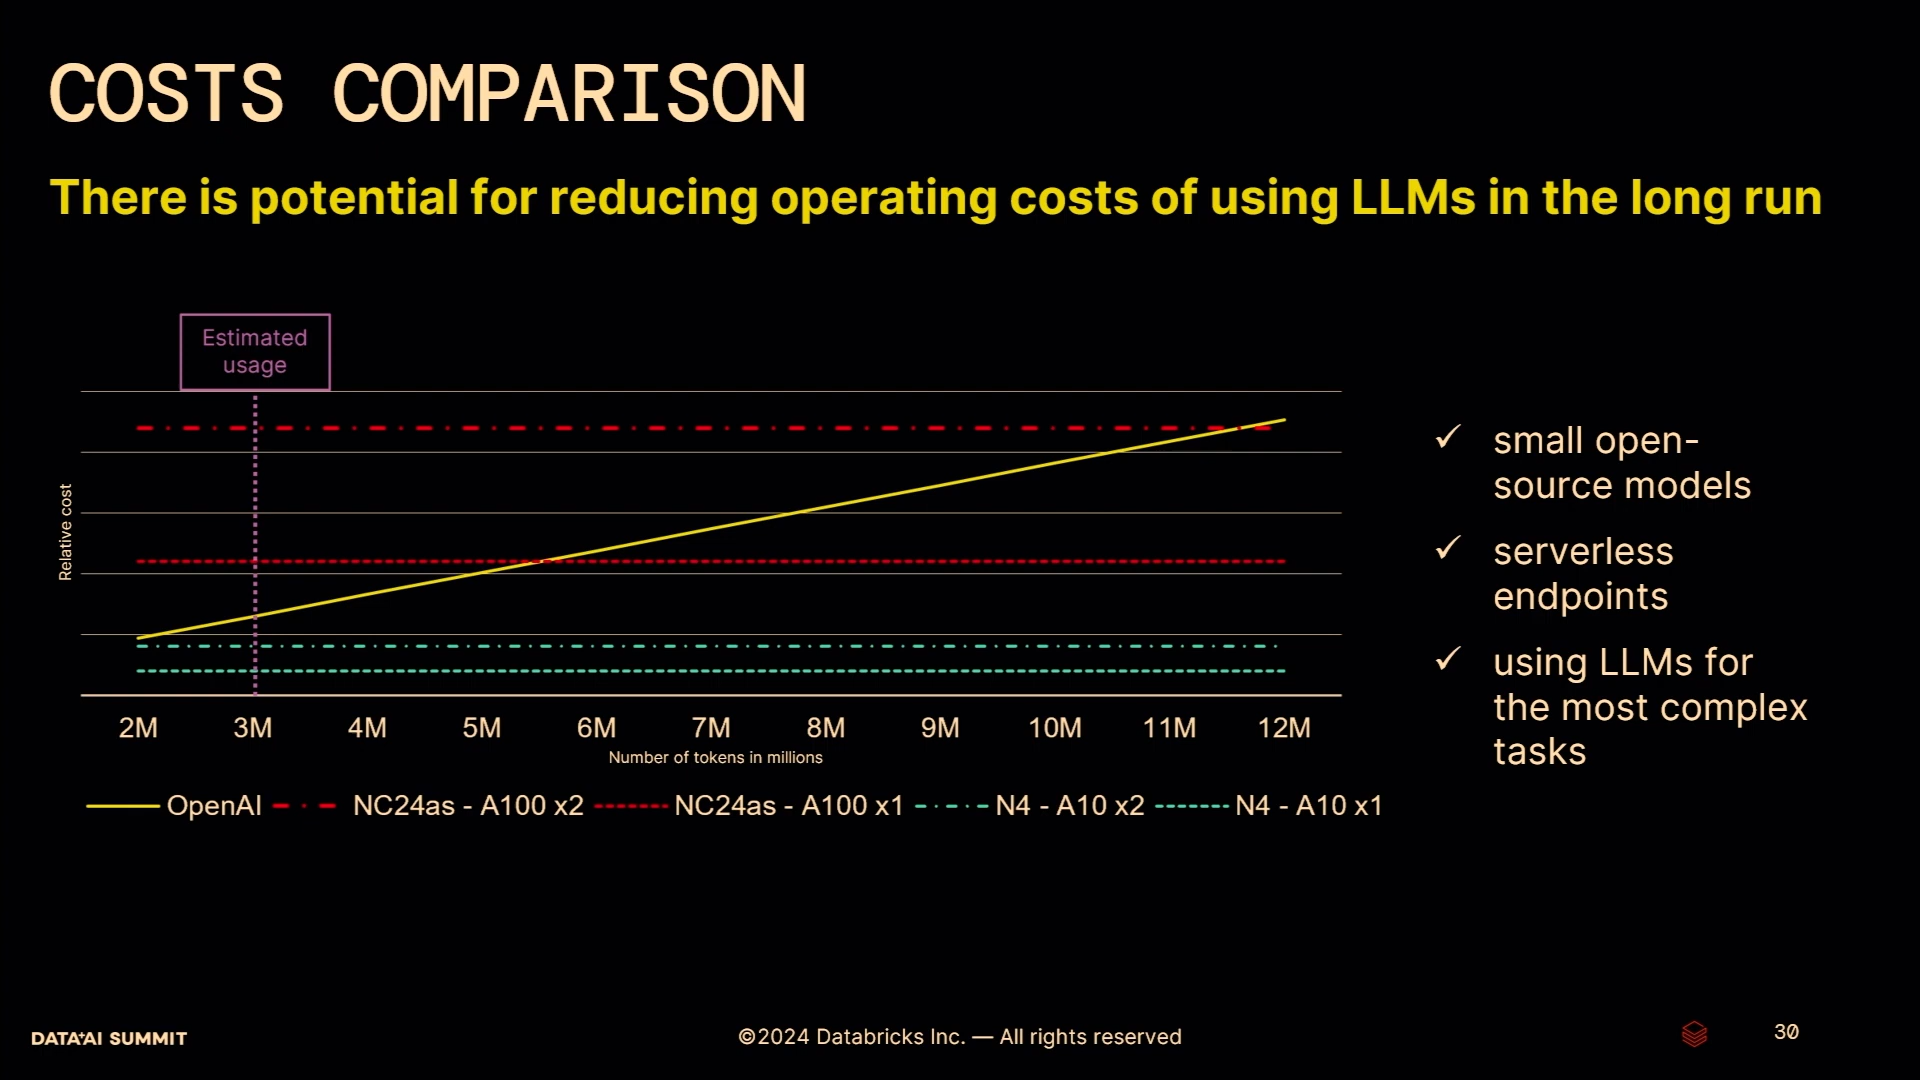 COSTS COMPARISON
There is potential for reducing operating costs of using LLMs in the long run
Estimated
usage
Relative cost
2M 3M 4M 5M 6M 7M 8M 9M 10M 11M 12M
Number of tokens in millions
OpenAI NC24as - A100 x2 NC24as - A100 x1 N4 - A10 x2 N4 - A10 x1
✓ small open-
source models
✓ serverless
endpoints
✓ using LLMs for
the most complex
tasks
DATA+AI SUMMIT
©2024 Databricks Inc. — All rights reserved
30